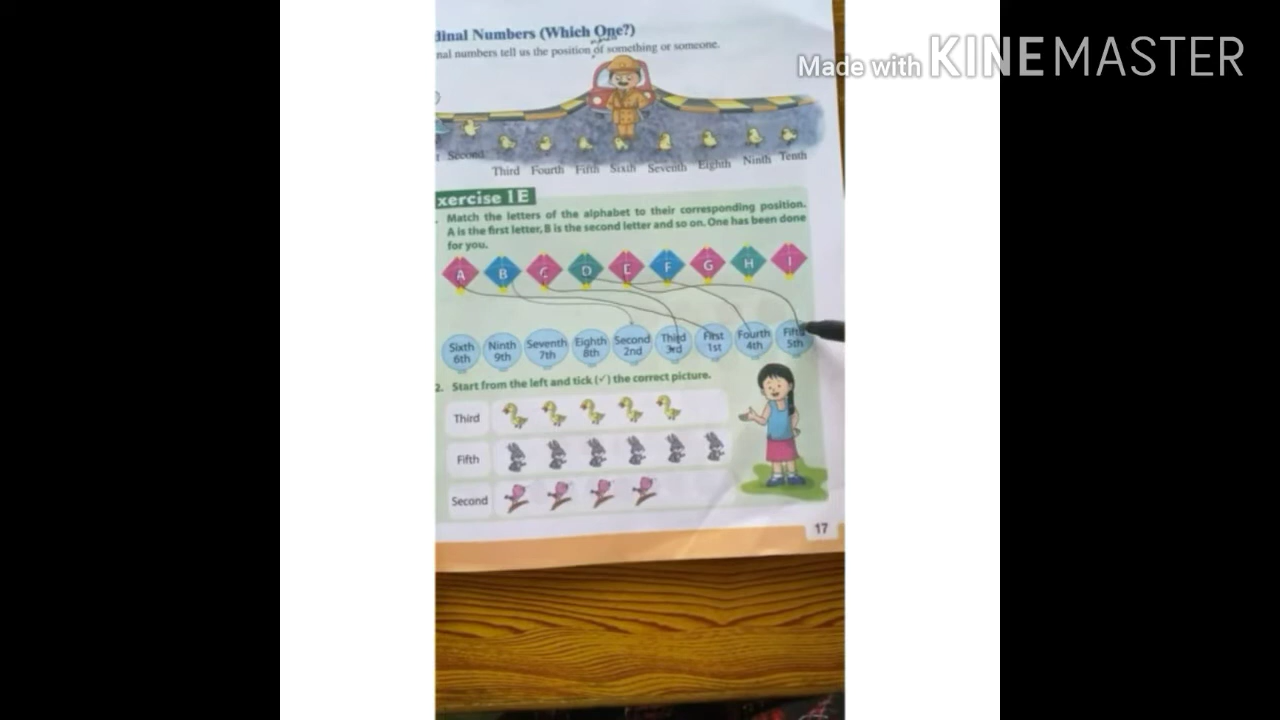 Made with KINEMASTER
dinal Numbers (Which One?)
nal numbers tell us the position of something or someone.
Second
Third Fourth Fifth Sixth Seventh Eighth Ninth Tenth
xercise 1E
Match the letters of the alphabet to their corresponding position.
A is the first letter, B is the second letter and so on. One has been done
for you.
A B C D E F G H I
Sixth Ninth Seventh Eighth Second Third First Fourth Fifth
6th 9th 7th 8th 2nd 3rd 1st 4th 5th
2. Start from the left and tick (✓) the correct picture.
Third
Fifth
Second
17